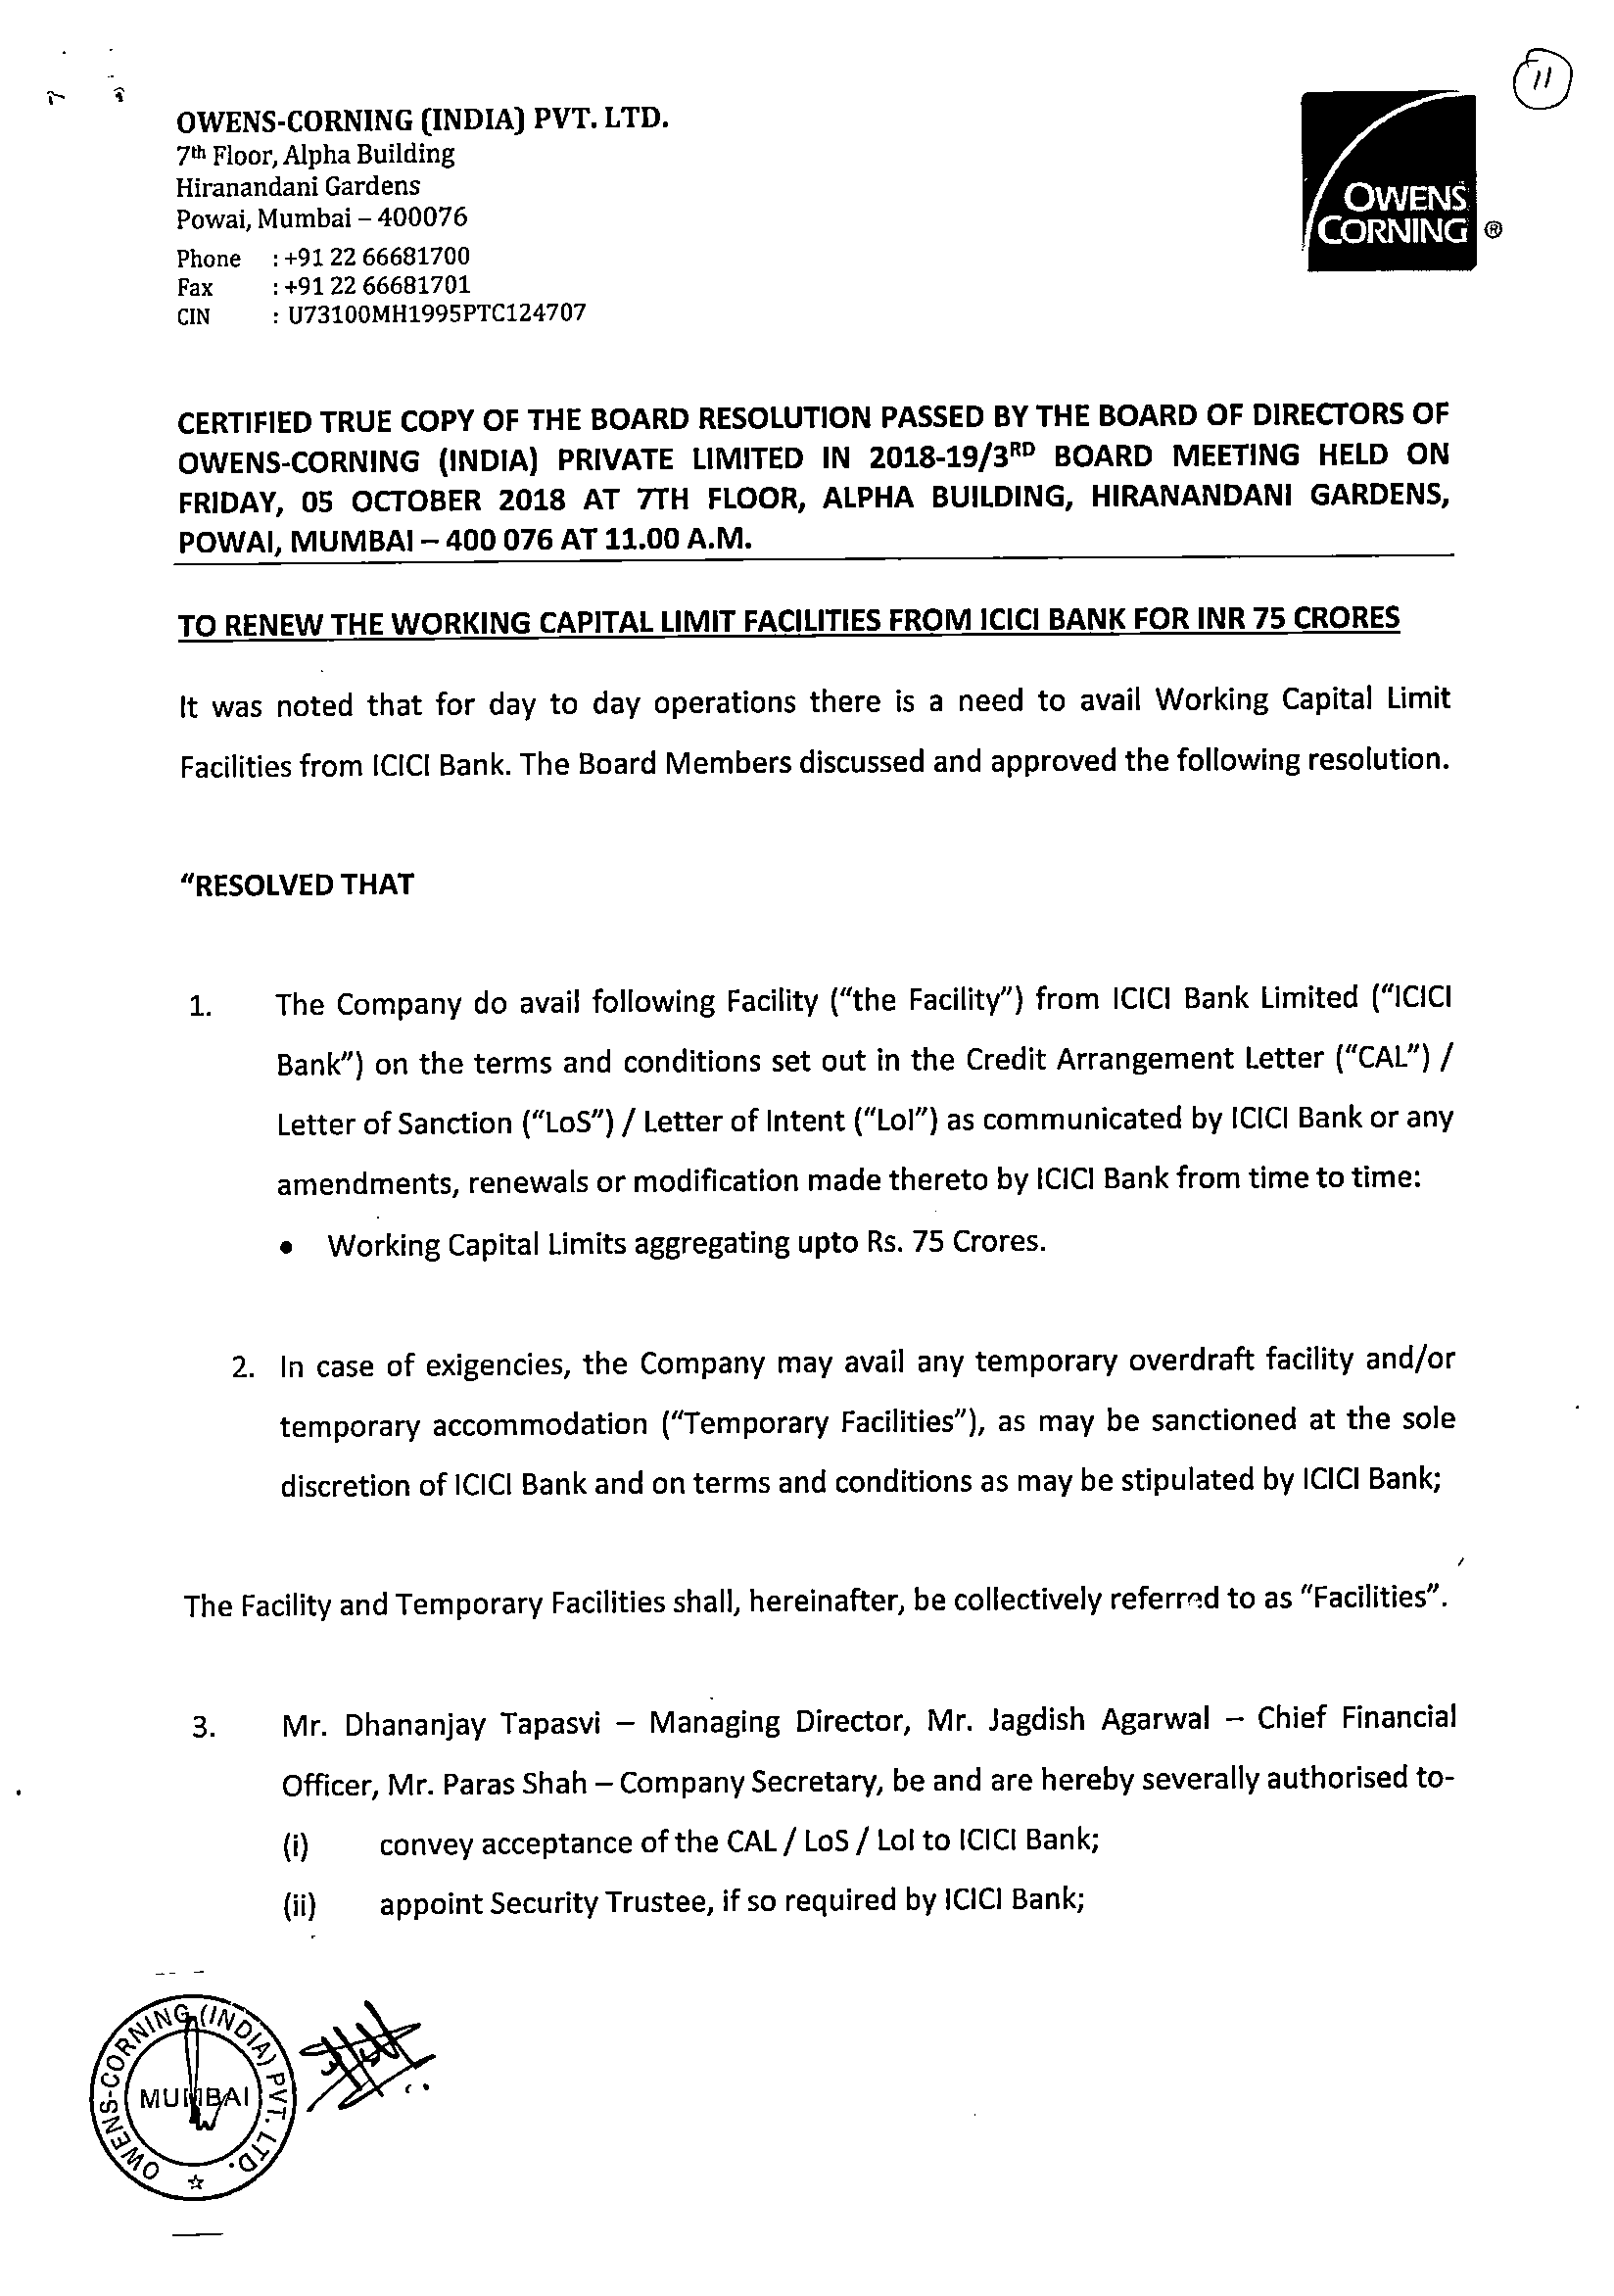 11
OWENS-CORNING (INDIA) PVT. LTD.
7th Floor, Alpha Building
Hiranandani Gardens
Powai, Mumbai – 400076
Phone : +91 22 66681700
Fax : +91 22 66681701
CIN : U73100MH1995PTC124707
OWENS
CORNING ®
CERTIFIED TRUE COPY OF THE BOARD RESOLUTION PASSED BY THE BOARD OF DIRECTORS OF
OWENS-CORNING (INDIA) PRIVATE LIMITED IN 2018-19/3RD BOARD MEETING HELD ON
FRIDAY, 05 OCTOBER 2018 AT 7TH FLOOR, ALPHA BUILDING, HIRANANDANI GARDENS,
POWAI, MUMBAI – 400 076 AT 11.00 A.M.
TO RENEW THE WORKING CAPITAL LIMIT FACILITIES FROM ICICI BANK FOR INR 75 CRORES
It was noted that for day to day operations there is a need to avail Working Capital Limit
Facilities from ICICI Bank. The Board Members discussed and approved the following resolution.
“RESOLVED THAT
1. The Company do avail following Facility (“the Facility”) from ICICI Bank Limited (“ICICI
Bank”) on the terms and conditions set out in the Credit Arrangement Letter (“CAL”) /
Letter of Sanction (“LoS”) / Letter of Intent (“LoI”) as communicated by ICICI Bank or any
amendments, renewals or modification made thereto by ICICI Bank from time to time:
• Working Capital Limits aggregating upto Rs. 75 Crores.
2. In case of exigencies, the Company may avail any temporary overdraft facility and/or
temporary accommodation (“Temporary Facilities”), as may be sanctioned at the sole
discretion of ICICI Bank and on terms and conditions as may be stipulated by ICICI Bank;
The Facility and Temporary Facilities shall, hereinafter, be collectively referred to as “Facilities”.
3. Mr. Dhananjay Tapasvi – Managing Director, Mr. Jagdish Agarwal – Chief Financial
Officer, Mr. Paras Shah – Company Secretary, be and are hereby severally authorised to-
(i) convey acceptance of the CAL / LoS / LoI to ICICI Bank;
(ii) appoint Security Trustee, if so required by ICICI Bank;
OWENS-CORNING (INDIA) PVT. LTD.
MUMBAI